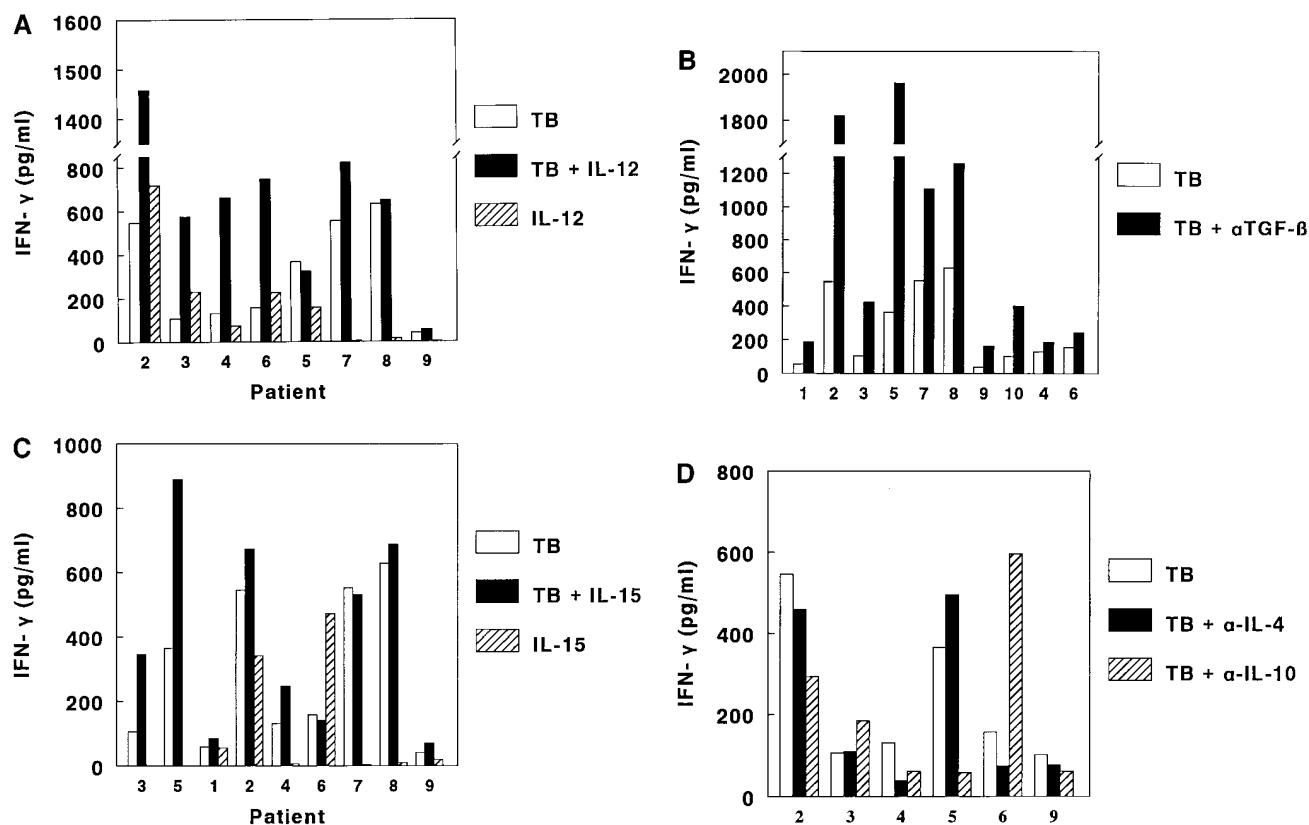 A
1600
1500
1400
800
600
400
200
0
IFN- γ (pg/ml)
2 3 4 6 5 7 8 9
Patient
TB
TB + IL-12
IL-12
B
2000
1800
1200
1000
800
600
400
200
0
IFN- γ (pg/ml)
1 2 3 5 7 8 9 10 4 6
TB
TB + αTGF-ß
C
1000
800
600
400
200
0
IFN- γ (pg/ml)
3 5 1 2 4 6 7 8 9
Patient
TB
TB + IL-15
IL-15
D
800
600
400
200
0
IFN- γ (pg/ml)
2 3 4 5 6 9
TB
TB + α-IL-4
TB + α-IL-10